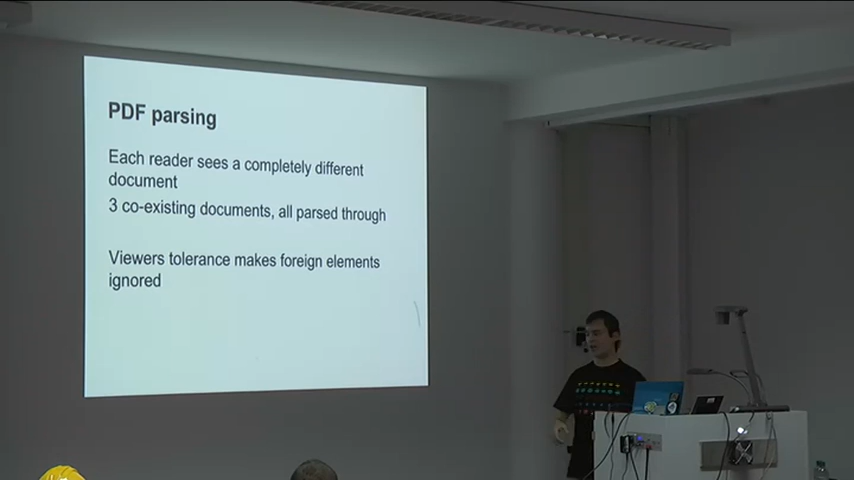 PDF parsing
Each reader sees a completely different
document
3 co-existing documents, all parsed through
Viewers tolerance makes foreign elements
ignored